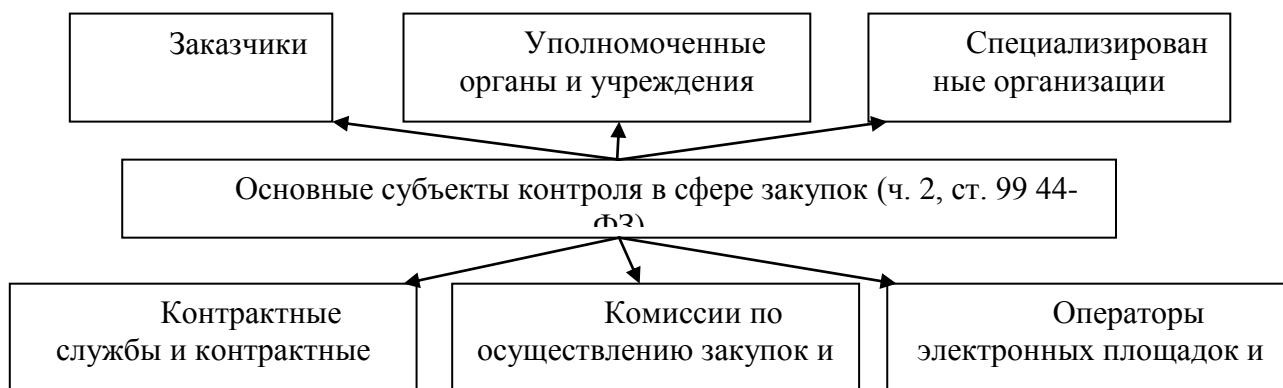 Заказчики
Уполномоченные
органы и учреждения
Специализирован
ные организации
Основные субъекты контроля в сфере закупок (ч. 2, ст. 99 44-
ФЗ)
Контрактные
службы и контрактные
Комиссии по
осуществлению закупок и
Операторы
электронных площадок и